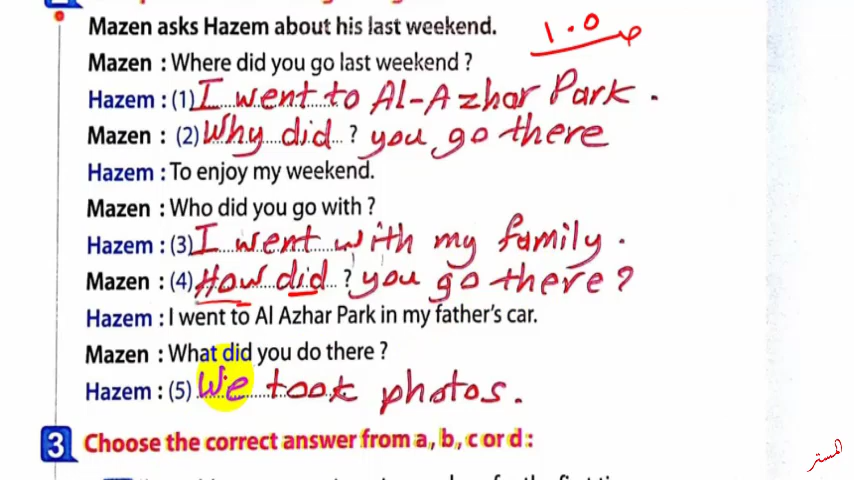 ص ١٠٥
Mazen asks Hazem about his last weekend.
Mazen : Where did you go last weekend ?
Hazem : (1) I went to Al-Azhar Park.
Mazen : (2) Why did ? you go there
Hazem : To enjoy my weekend.
Mazen : Who did you go with ?
Hazem : (3) I went with my family.
Mazen : (4) How did ? you go there?
Hazem : I went to Al Azhar Park in my father's car.
Mazen : What did you do there ?
Hazem : (5) We took photos.
3 Choose the correct answer from a, b, c or d :
المستر